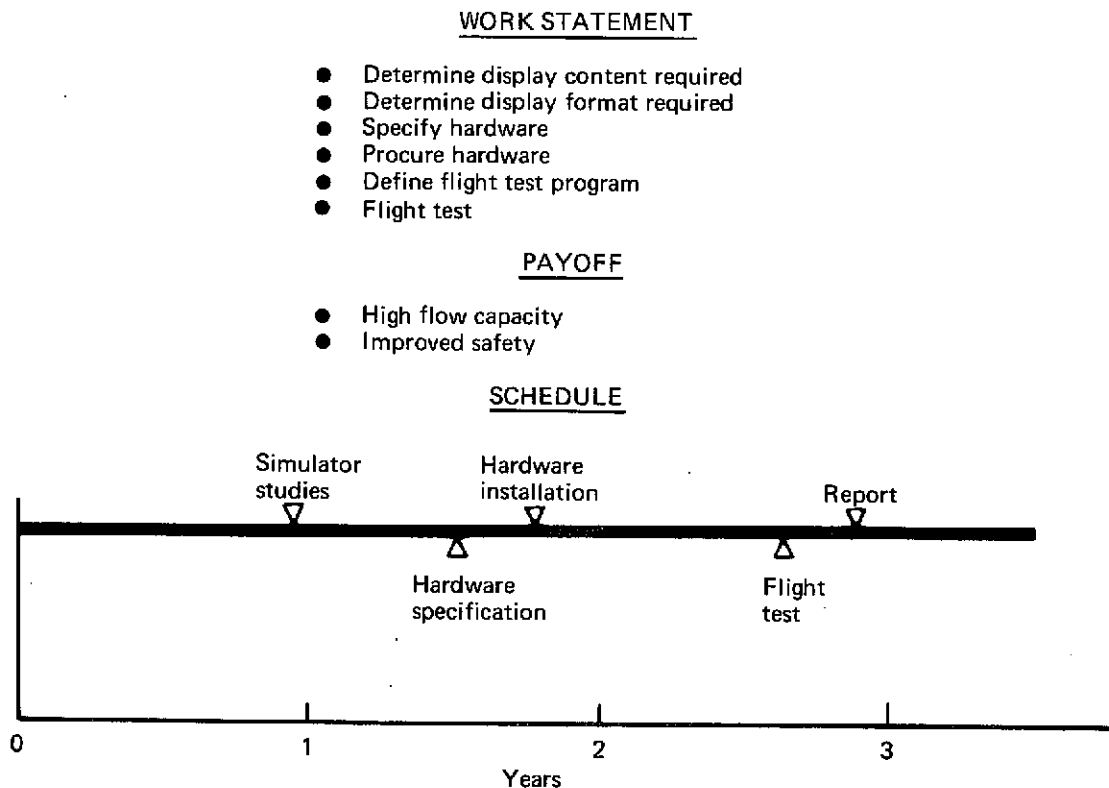 WORK STATEMENT
● Determine display content required
● Determine display format required
● Specify hardware
● Procure hardware
● Define flight test program
● Flight test
PAYOFF
● High flow capacity
● Improved safety
SCHEDULE
Simulator
studies
Hardware
installation
Report
Hardware
specification
Flight
test
0 1 2 3
Years